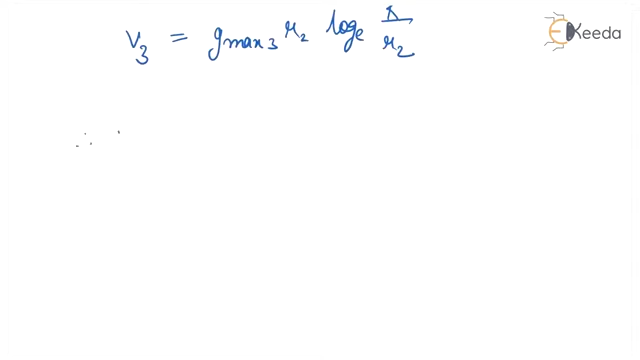 V₃ = gmax₃ r₂ logₑ R/r₂
EKeeda
∴